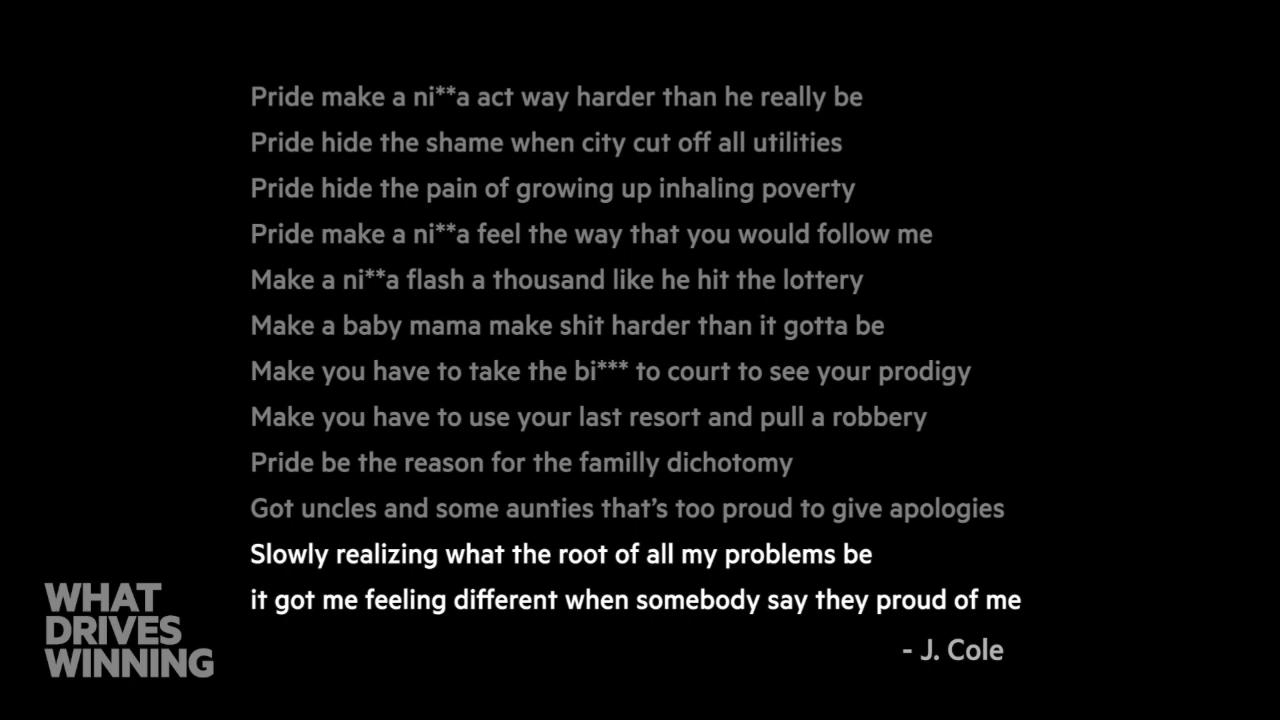 Pride make a ni**a act way harder than he really be
Pride hide the shame when city cut off all utilities
Pride hide the pain of growing up inhaling poverty
Pride make a ni**a feel the way that you would follow me
Make a ni**a flash a thousand like he hit the lottery
Make a baby mama make shit harder than it gotta be
Make you have to take the bi*** to court to see your prodigy
Make you have to use your last resort and pull a robbery
Pride be the reason for the familly dichotomy
Got uncles and some aunties that's too proud to give apologies
Slowly realizing what the root of all my problems be
it got me feeling different when somebody say they proud of me
- J. Cole
WHAT
DRIVES
WINNING